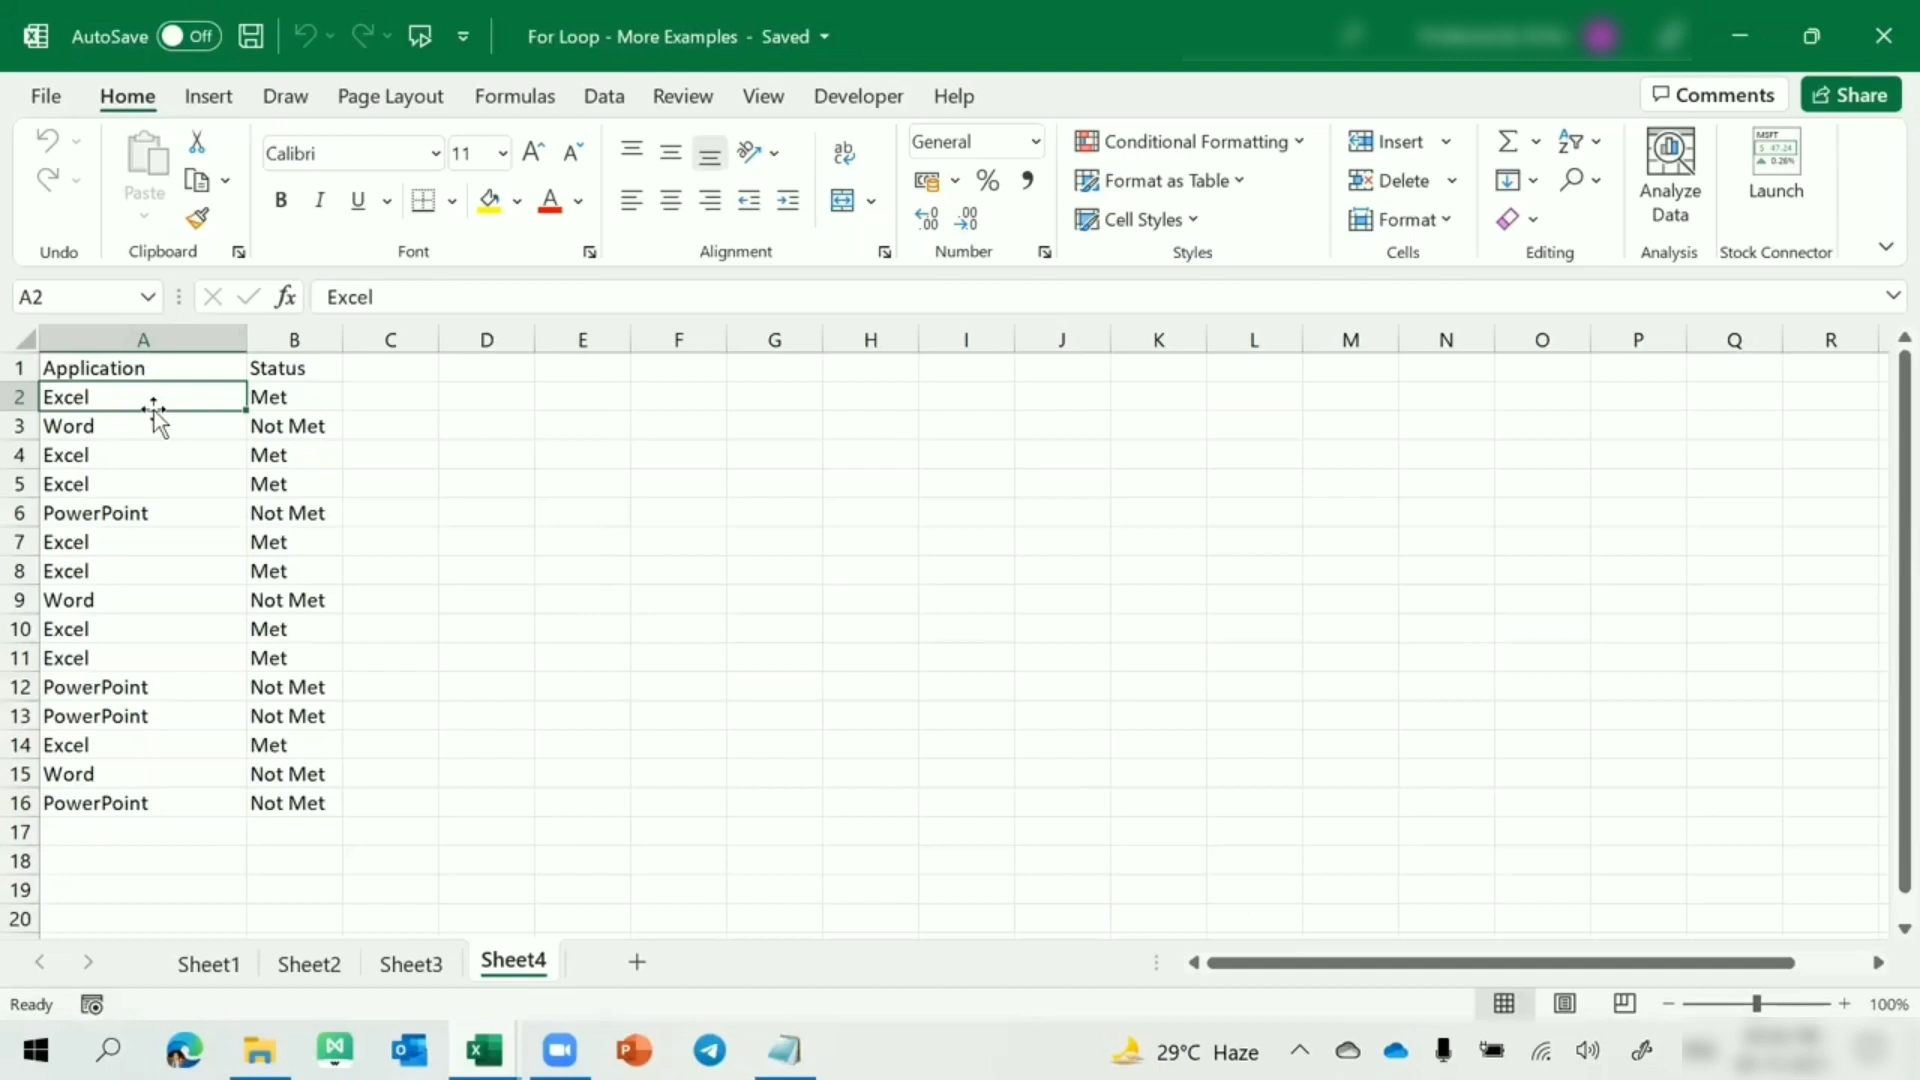 AutoSave Off For Loop - More Examples - Saved
File Home Insert Draw Page Layout Formulas Data Review View Developer Help Comments Share
Calibri 11 General Conditional Formatting Insert
Paste Format as Table Delete Analyze Data Launch
Cell Styles Format
Undo Clipboard Font Alignment Number Styles Cells Editing Analysis Stock Connector
A2 fx Excel
A B C D E F G H I J K L M N O P Q R
1 Application Status
2 Excel Met
3 Word Not Met
4 Excel Met
5 Excel Met
6 PowerPoint Not Met
7 Excel Met
8 Excel Met
9 Word Not Met
10 Excel Met
11 Excel Met
12 PowerPoint Not Met
13 PowerPoint Not Met
14 Excel Met
15 Word Not Met
16 PowerPoint Not Met
17
18
19
20
Sheet1 Sheet2 Sheet3 Sheet4
Ready 100%
29°C Haze